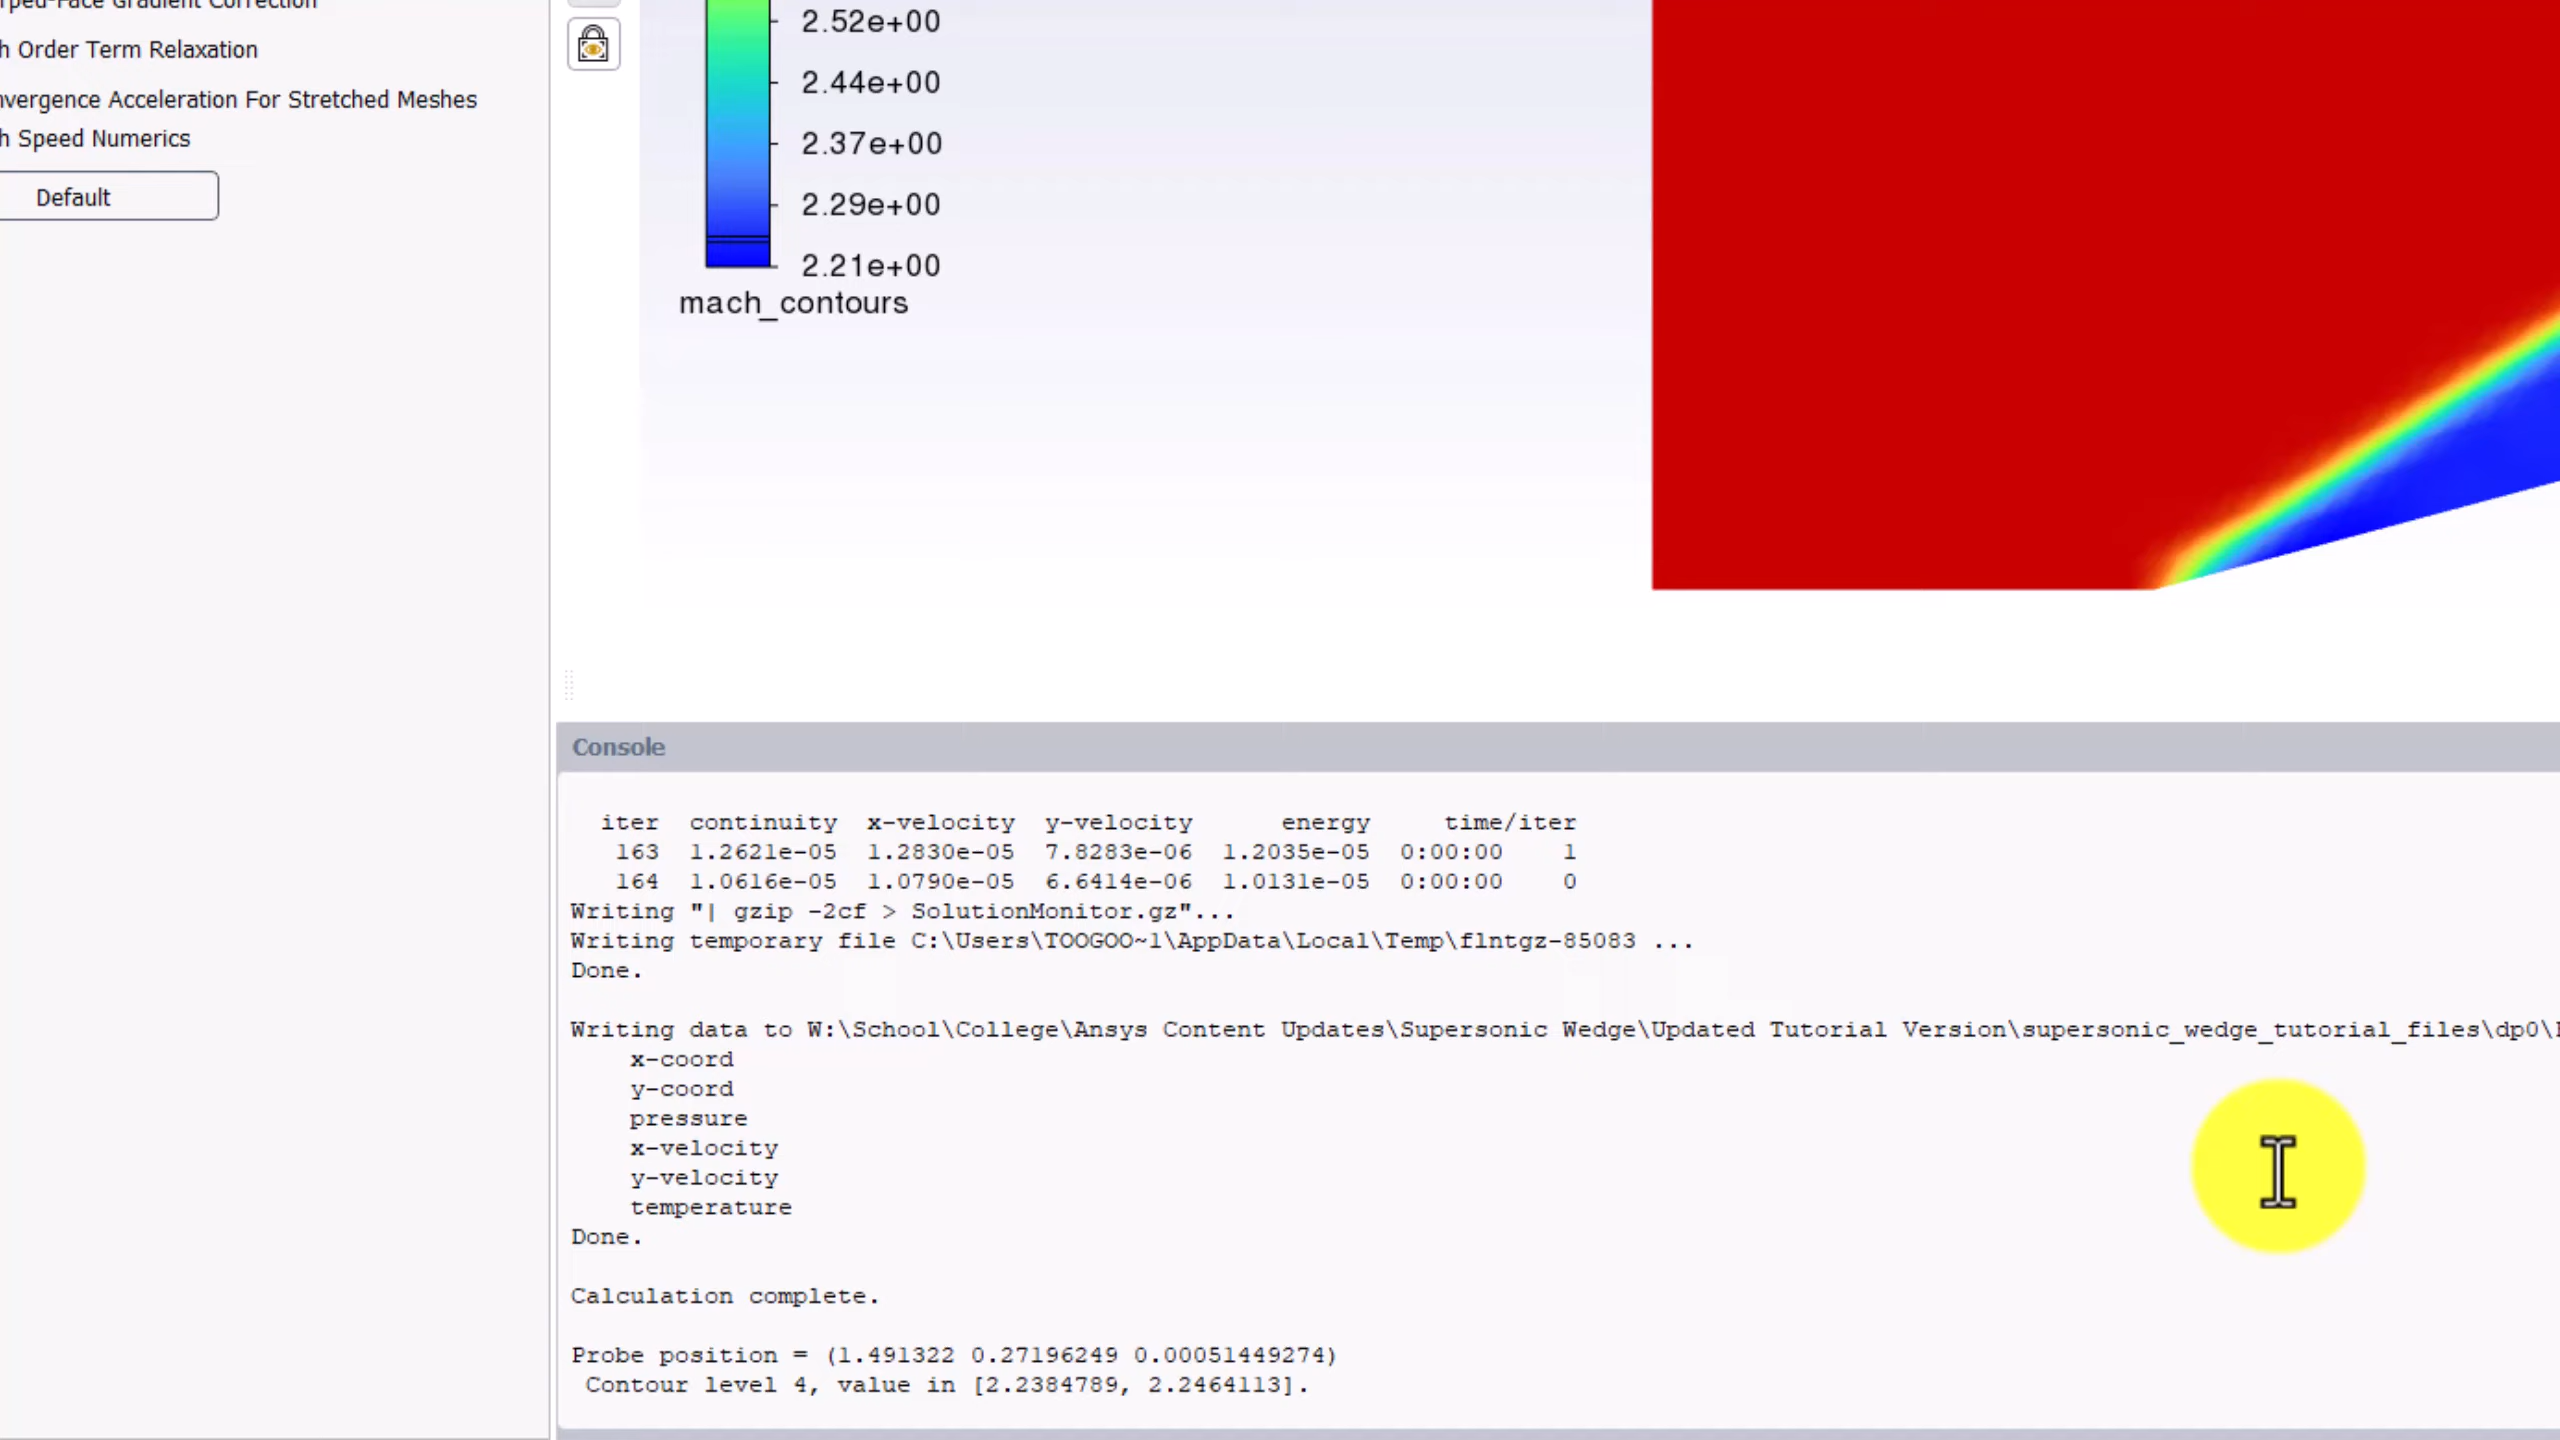 Gradient Correction
Order Term Relaxation
Acceleration For Stretched Meshes
Speed Numerics
Default
2.52e+00
2.44e+00
2.37e+00
2.29e+00
2.21e+00
mach_contours
Console
iter continuity x-velocity y-velocity energy time/iter
163 1.2621e-05 1.2830e-05 7.8283e-06 1.2035e-05 0:00:00 1
164 1.0616e-05 1.0790e-05 6.6414e-06 1.0131e-05 0:00:00 0
Writing "| gzip -2cf > SolutionMonitor.gz"...
Writing temporary file C:\Users\TOOGOO~1\AppData\Local\Temp\flntgz-85083 ...
Done.
Writing data to W:\School\College\Ansys Content Updates\Supersonic Wedge\Updated Tutorial Version\supersonic_wedge_tutorial_files\dp0\
x-coord
y-coord
pressure
x-velocity
y-velocity
temperature
Done.
Calculation complete.
Probe position = (1.491322 0.27196249 0.00051449274)
Contour level 4, value in [2.2384789, 2.2464113].